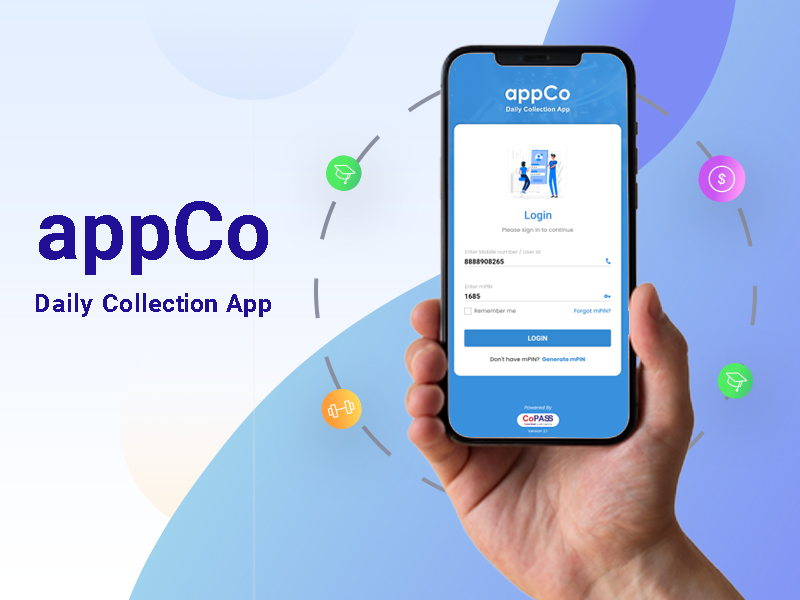 appCo
Daily Collection App
appCo
Daily Collection App
Login
Please sign in to continue
Enter Mobile number / User Id
8888908265
Enter mPIN
1685
Remember me
Forgot mPIN?
LOGIN
Don't have mPIN? Generate mPIN
Powered By
CoPASS
$